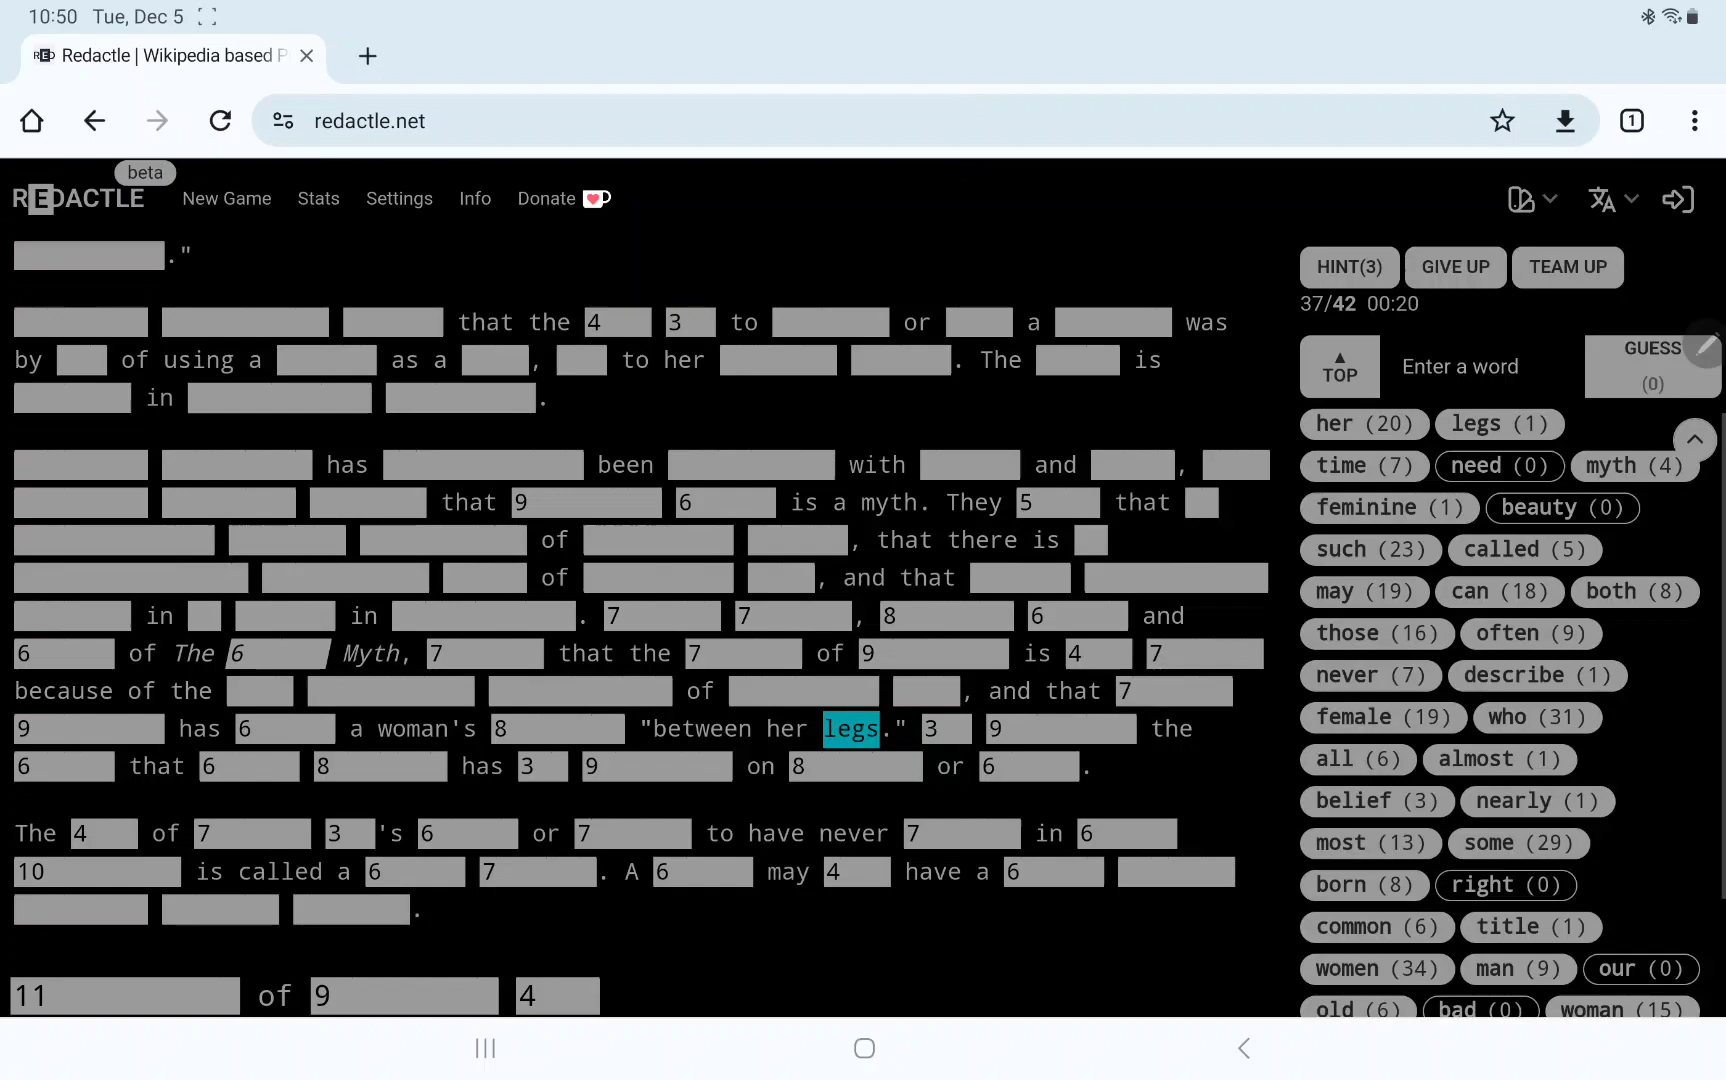 10:50 Tue, Dec 5
Redactle | Wikipedia based P
redactle.net
beta
REDACTLE New Game Stats Settings Info Donate
."
that the 4 3 to or a was
by of using a as a , to her . The is
in .
has been with and ,
that 9 6 is a myth. They 5 that
of , that there is
of , and that
in in . 7 7 , 8 6 and
6 of The 6 Myth, 7 that the 7 of 9 is 4 7
because of the of , and that 7
9 has 6 a woman's 8 "between her legs." 3 9 the
6 that 6 8 has 3 9 on 8 or 6 .
The 4 of 7 3 's 6 or 7 to have never 7 in 6
10 is called a 6 7 . A 6 may 4 have a 6
.
11 of 9 4
HINT(3) GIVE UP TEAM UP
37/42 00:20
▲ TOP Enter a word GUESS (0)
her (20) legs (1)
time (7) need (0) myth (4)
feminine (1) beauty (0)
such (23) called (5)
may (19) can (18) both (8)
those (16) often (9)
never (7) describe (1)
female (19) who (31)
all (6) almost (1)
belief (3) nearly (1)
most (13) some (29)
born (8) right (0)
common (6) title (1)
women (34) man (9) our (0)
old (6) bad (0) woman (15)